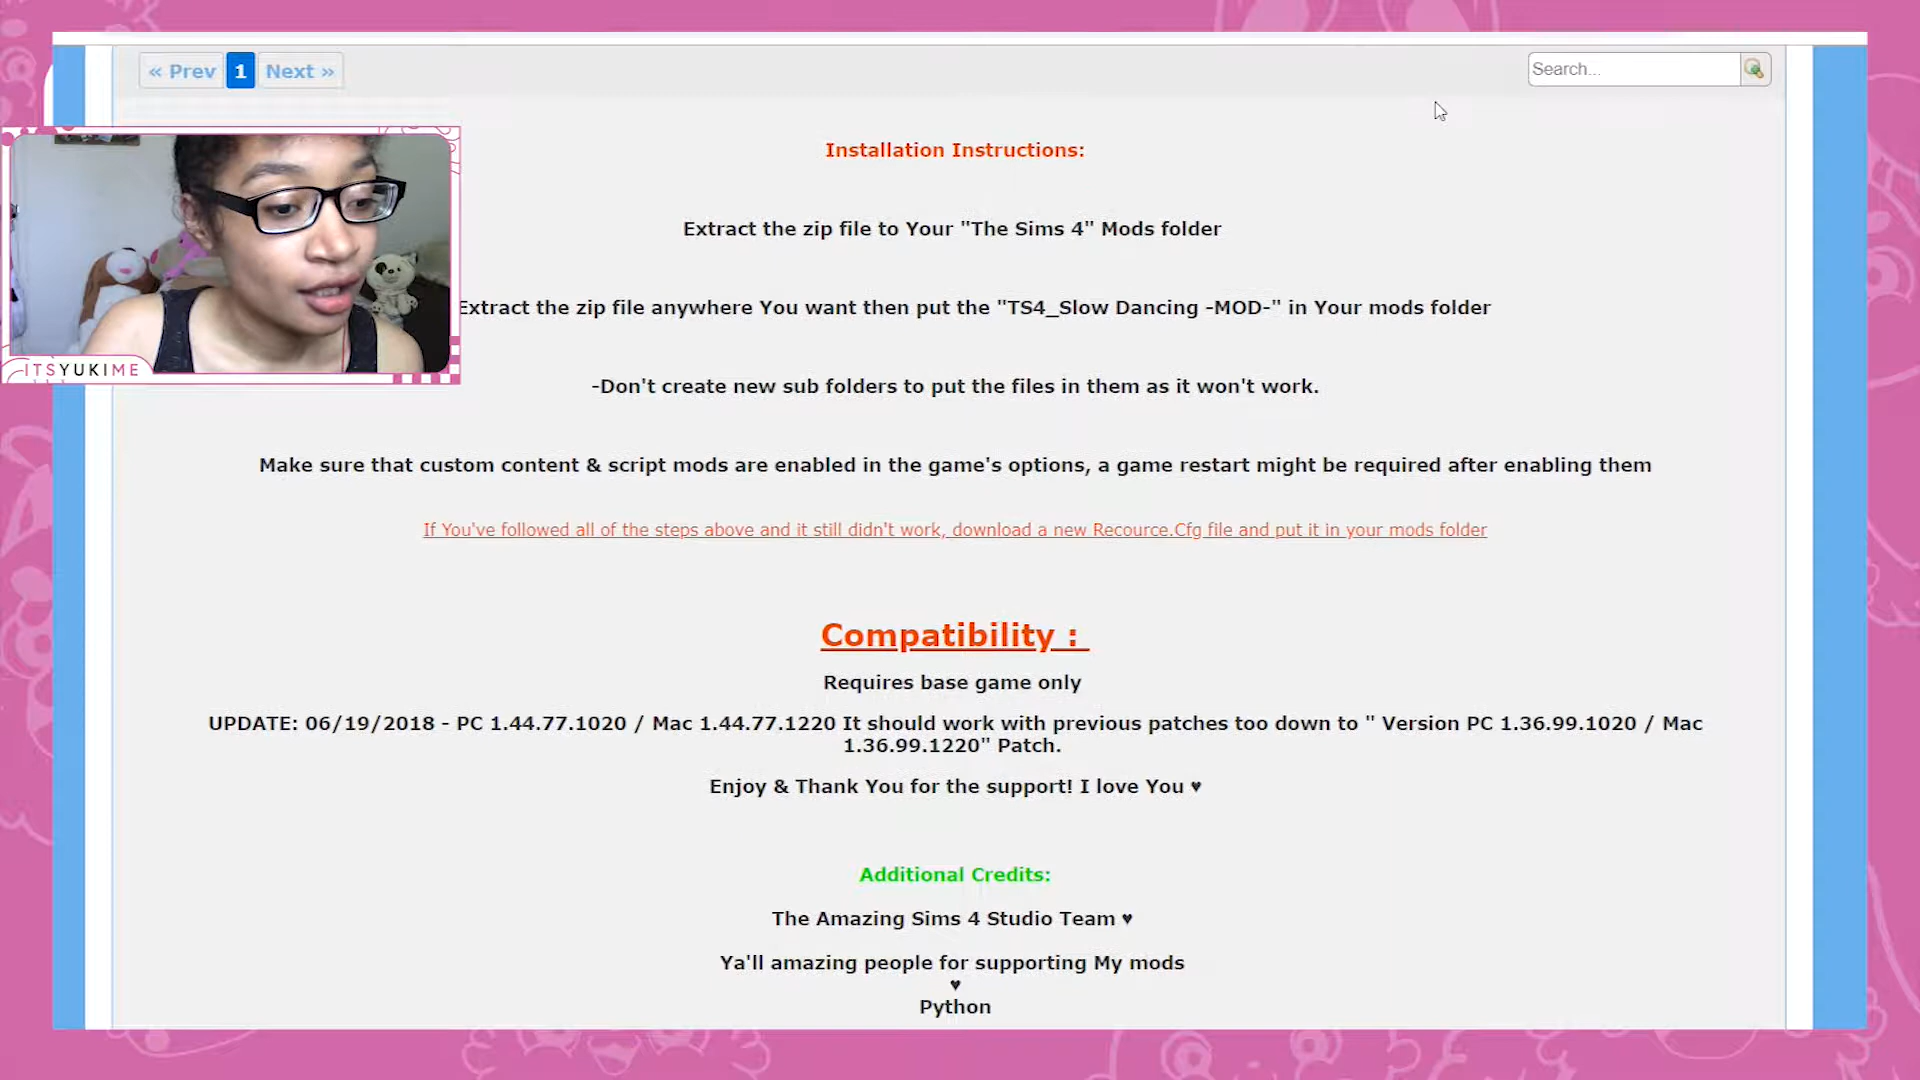 « Prev 1 Next »
Search...
Installation Instructions:
Extract the zip file to Your "The Sims 4" Mods folder
Extract the zip file anywhere You want then put the "TS4_Slow Dancing -MOD-" in Your mods folder
-Don't create new sub folders to put the files in them as it won't work.
Make sure that custom content & script mods are enabled in the game's options, a game restart might be required after enabling them
If You've followed all of the steps above and it still didn't work, download a new Recource.Cfg file and put it in your mods folder
ITSYUKIME
Compatibility :
Requires base game only
UPDATE: 06/19/2018 - PC 1.44.77.1020 / Mac 1.44.77.1220 It should work with previous patches too down to " Version PC 1.36.99.1020 / Mac
1.36.99.1220" Patch.
Enjoy & Thank You for the support! I love You ♥
Additional Credits:
The Amazing Sims 4 Studio Team ♥
Ya'll amazing people for supporting My mods
♥
Python